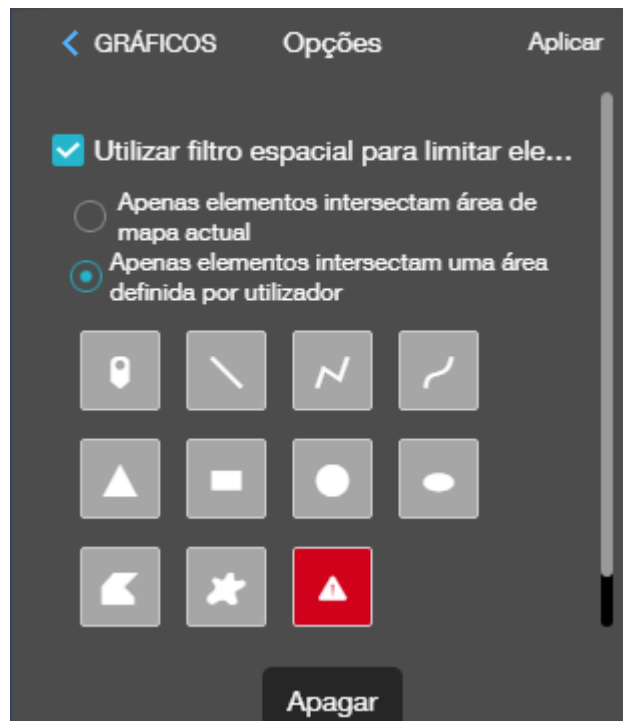 GRÁFICOS Opções Aplicar
Utilizar filtro espacial para limitar ele...
Apenas elementos intersectam área de
mapa actual
Apenas elementos intersectam uma área
definida por utilizador
Apagar